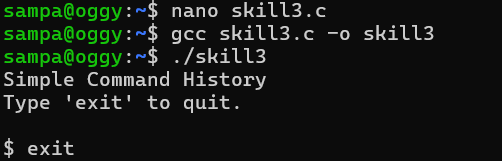 sampa@oggy:~$ nano skill3.c
sampa@oggy:~$ gcc skill3.c -o skill3
sampa@oggy:~$ ./skill3
Simple Command History
Type 'exit' to quit.
$ exit